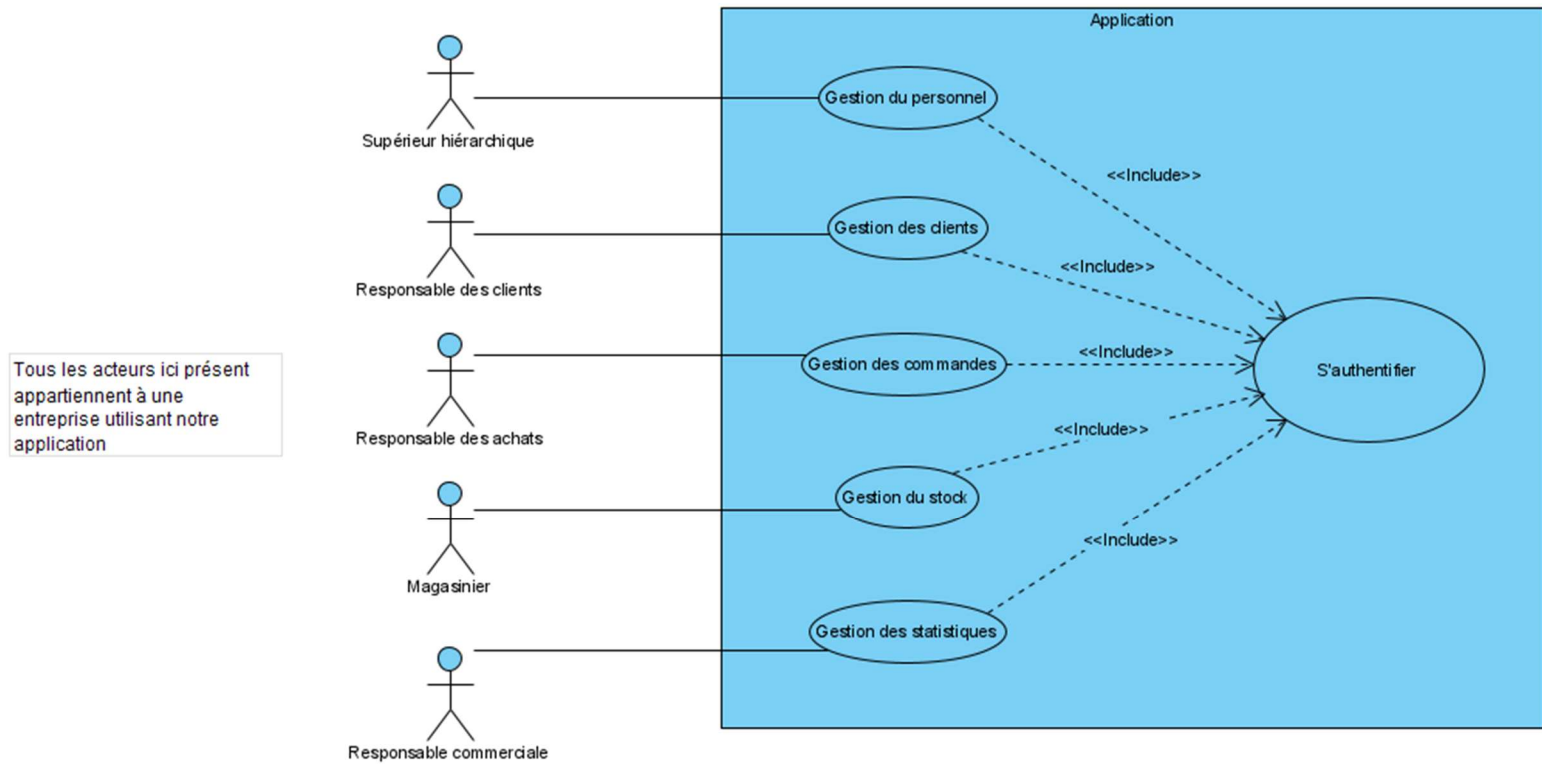 Application
Supérieur hiérarchique
Gestion du personnel
<<Include>>
Responsable des clients
Gestion des clients
<<Include>>
Tous les acteurs ici présent
appartiennent à une
entreprise utilisant notre
application
Responsable des achats
Gestion des commandes
<<Include>>
S'authentifier
Magasinier
Gestion du stock
<<Include>>
Responsable commerciale
Gestion des statistiques
<<Include>>